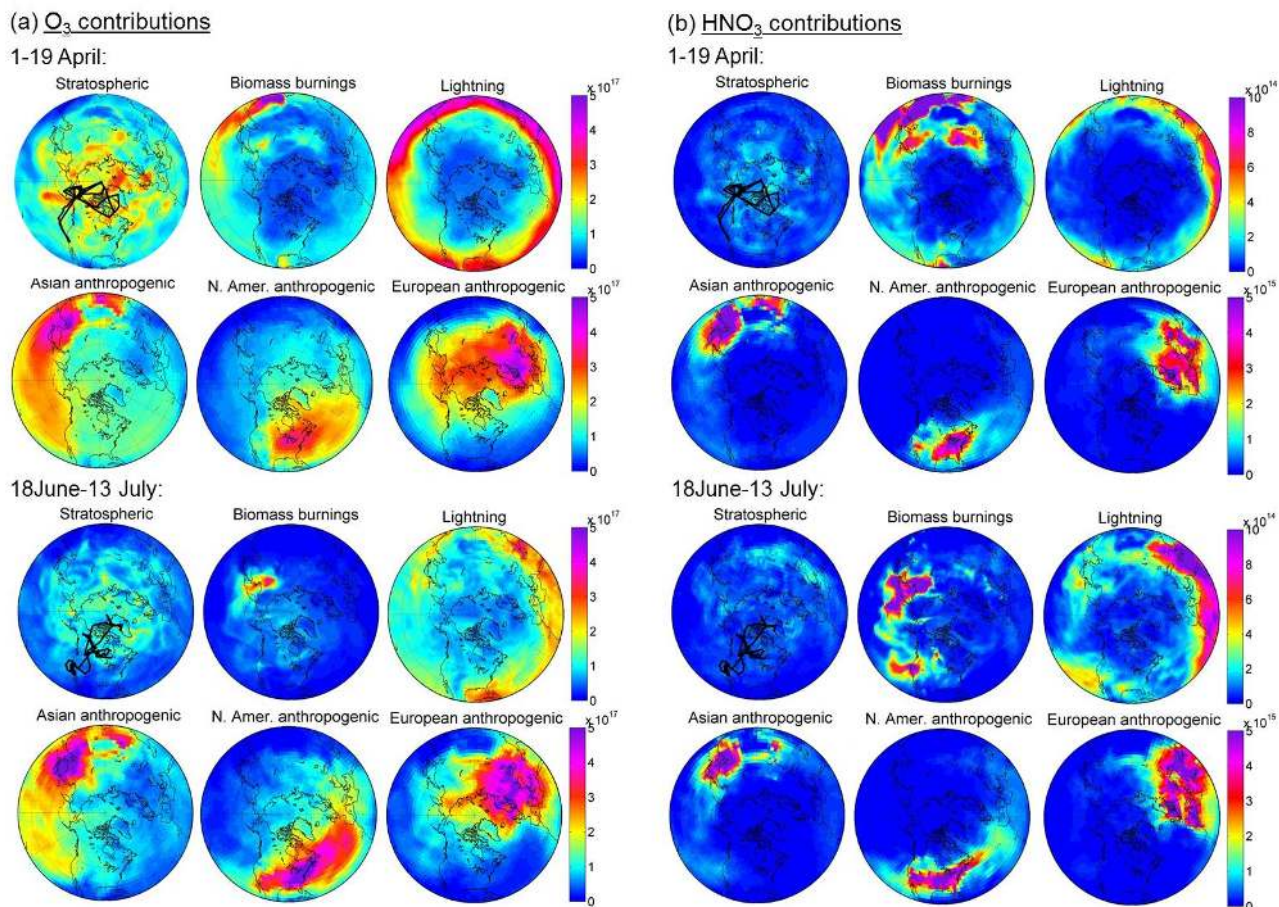 (a) O3 contributions
1-19 April:
Stratospheric Biomass burnings Lightning
x 10^17
5
4
3
2
1
0
Asian anthropogenic N. Amer. anthropogenic European anthropogenic
x 10^17
5
4
3
2
1
0
18June-13 July:
Stratospheric Biomass burnings Lightning
x 10^17
5
4
3
2
1
0
Asian anthropogenic N. Amer. anthropogenic European anthropogenic
x 10^17
5
4
3
2
1
0
(b) HNO3 contributions
1-19 April:
Stratospheric Biomass burnings Lightning
x 10^14
10
8
6
4
2
0
Asian anthropogenic N. Amer. anthropogenic European anthropogenic
x 10^15
5
4
3
2
1
0
18June-13 July:
Stratospheric Biomass burnings Lightning
x 10^14
10
8
6
4
2
0
Asian anthropogenic N. Amer. anthropogenic European anthropogenic
x 10^15
5
4
3
2
1
0